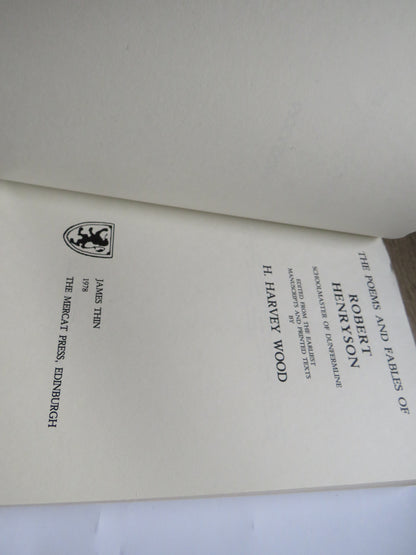 THE POEMS AND FABLES OF
ROBERT
HENRYSON
SCHOOLMASTER OF DUNFERMLINE
EDITED FROM THE EARLIEST
MANUSCRIPTS AND PRINTED TEXTS
BY
H. HARVEY WOOD
JAMES THIN
1978
THE MERCAT PRESS, EDINBURGH